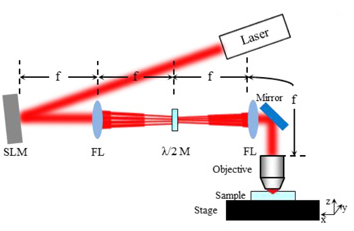 Laser
f
f
f
Mirror
f
SLM
FL
λ/2 M
FL
Objective
Sample
Stage
z
y
x